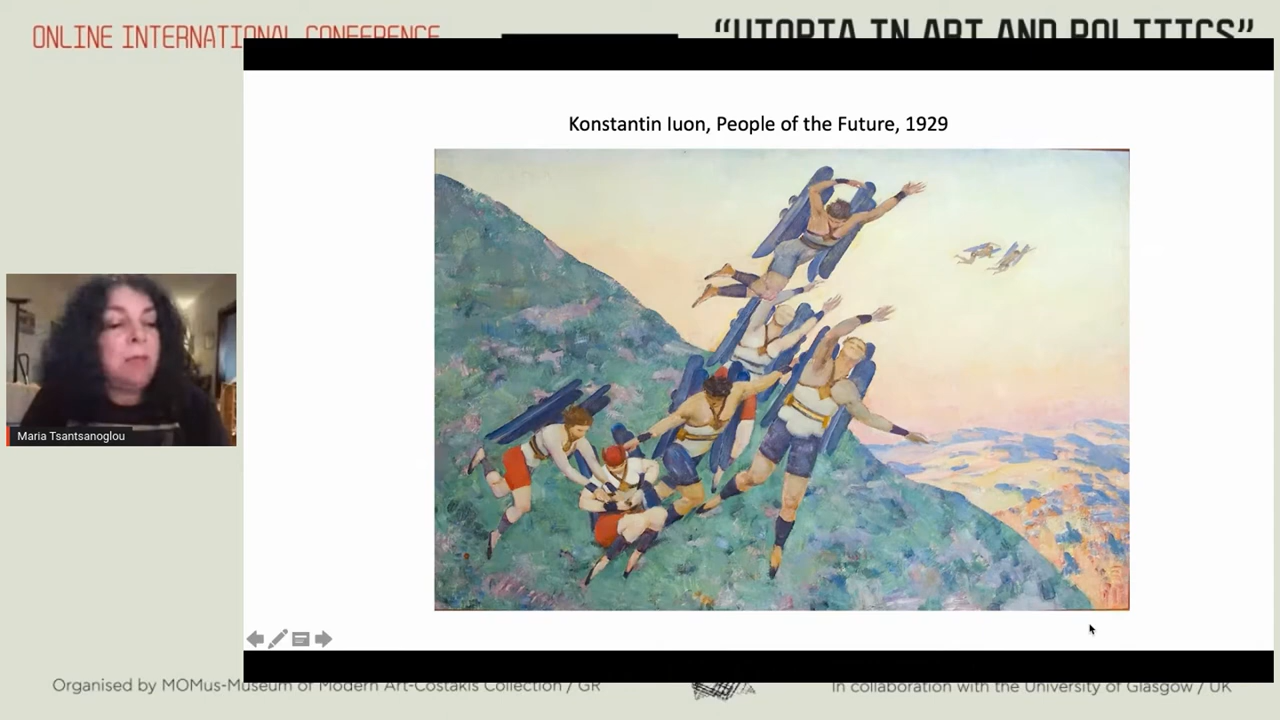 ONLINE INTERNATIONAL CONFERENCE
“UTOPIA IN ART AND POLITICS”
Konstantin Iuon, People of the Future, 1929
Maria Tsantsanoglou
Organised by MOMus-Museum of Modern Art-Costakis Collection / GR
In collaboration with the University of Glasgow / UK